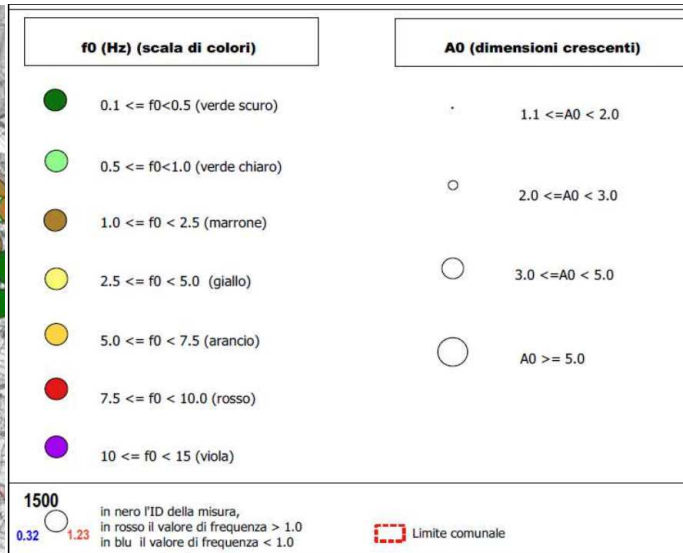 f0 (Hz) (scala di colori)
0.1 <= f0<0.5 (verde scuro)
0.5 <= f0<1.0 (verde chiaro)
1.0 <= f0 < 2.5 (marrone)
2.5 <= f0 < 5.0 (giallo)
5.0 <= f0 < 7.5 (arancio)
7.5 <= f0 < 10.0 (rosso)
10 <= f0 < 15 (viola)
A0 (dimensioni crescenti)
1.1 <=A0 < 2.0
2.0 <=A0 < 3.0
3.0 <=A0 < 5.0
A0 >= 5.0
1500
0.32
1.23
in nero l'ID della misura,
in rosso il valore di frequenza > 1.0
in blu il valore di frequenza < 1.0
Limite comunale